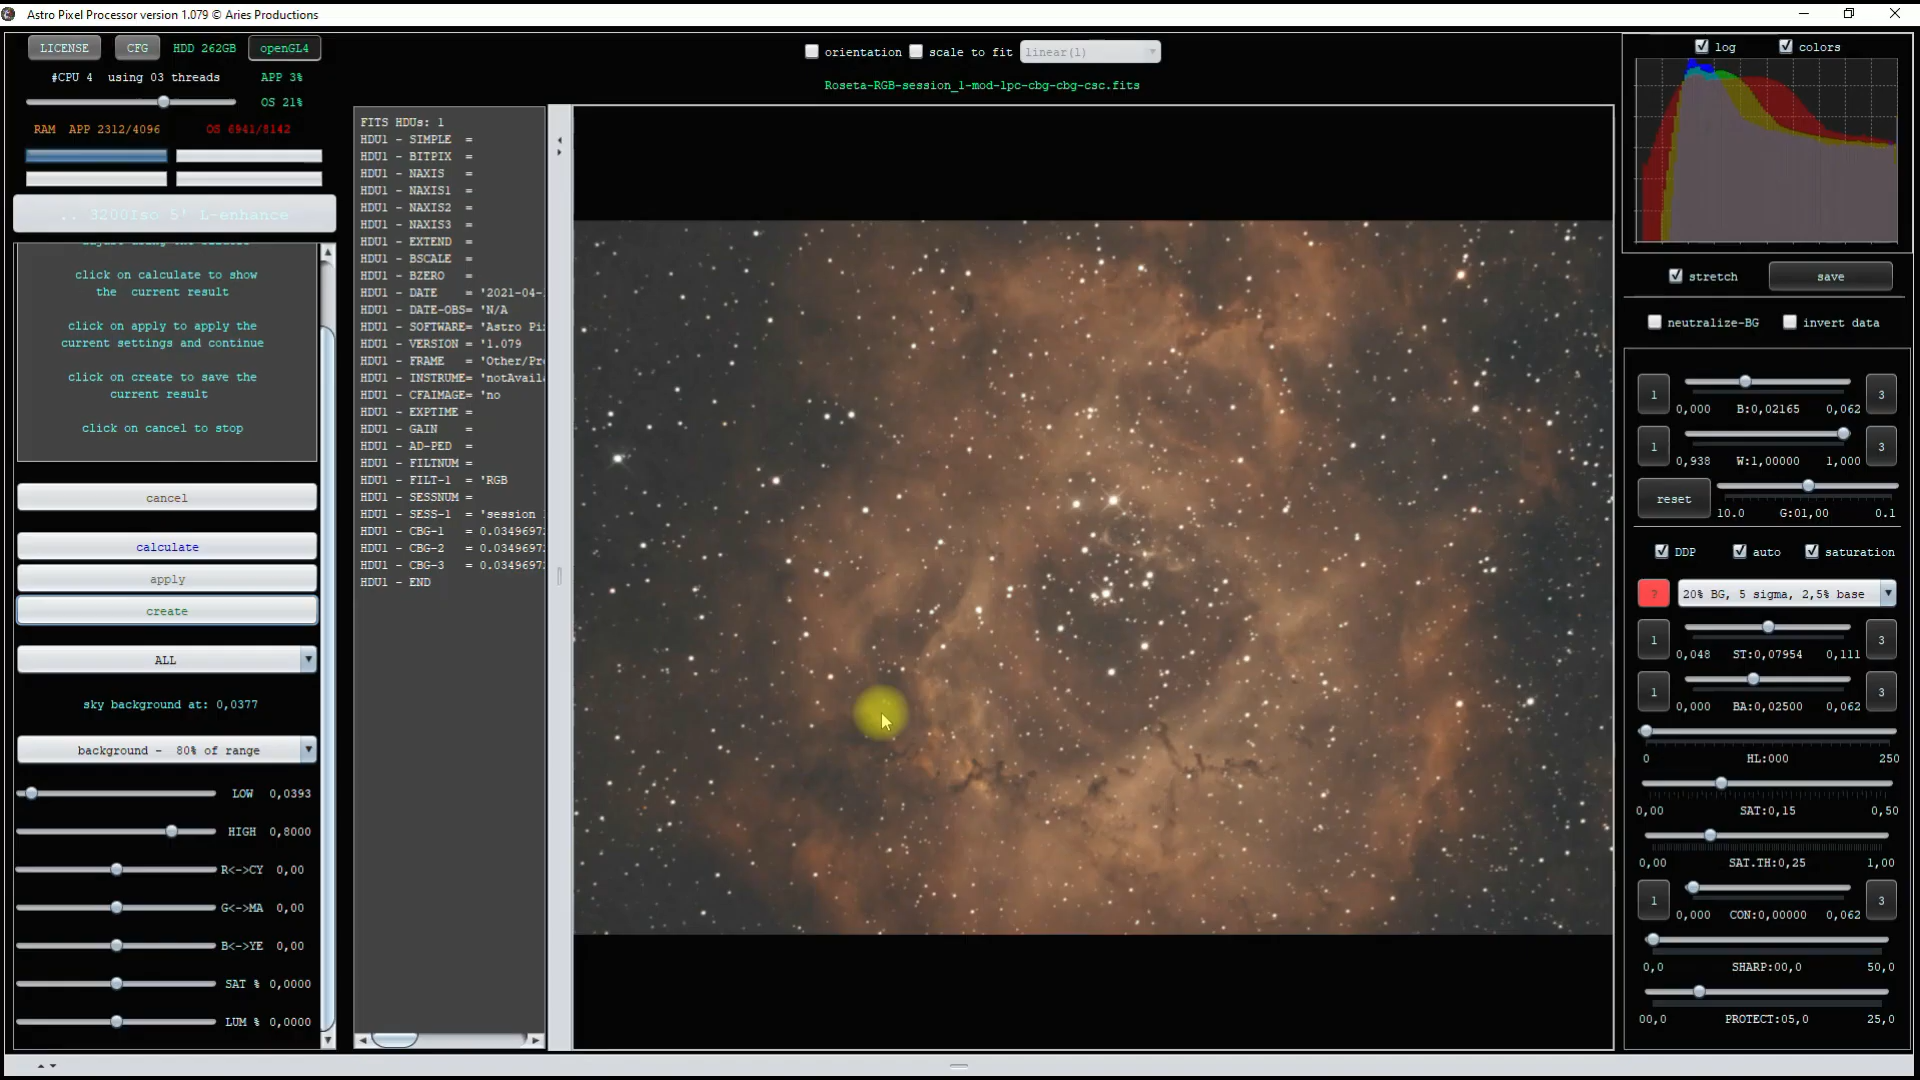 Astro Pixel Processor version 1.079 © Aries Productions
LICENSE CFG HDD 262GB openGL4
#CPU 4 using 03 threads APP 3%
OS 21%
RAM APP 2312/4096 OS 6941/8142
.. 3200Iso 5' L-enhance
click on calculate to show
the current result
click on apply to apply the
current settings and continue
click on create to save the
current result
click on cancel to stop
cancel
calculate
apply
create
ALL
sky background at: 0,0377
background - 80% of range
LOW 0,0393
HIGH 0,8000
R<->CY 0,00
G<->MA 0,00
B<->YE 0,00
SAT % 0,0000
LUM % 0,0000
FITS HDUs: 1
HDU1 - SIMPLE =
HDU1 - BITPIX =
HDU1 - NAXIS =
HDU1 - NAXIS1 =
HDU1 - NAXIS2 =
HDU1 - NAXIS3 =
HDU1 - EXTEND =
HDU1 - BSCALE =
HDU1 - BZERO =
HDU1 - DATE = '2021-04-
HDU1 - DATE-OBS= 'N/A
HDU1 - SOFTWARE= 'Astro Pi
HDU1 - VERSION = '1.079
HDU1 - FRAME = 'Other/Pr
HDU1 - INSTRUME= 'notAvail
HDU1 - CFAIMAGE= 'no
HDU1 - EXPTIME =
HDU1 - GAIN =
HDU1 - AD-PED =
HDU1 - FILTNUM =
HDU1 - FILT-1 = 'RGB
HDU1 - SESSNUM =
HDU1 - SESS-1 = 'session
HDU1 - CBG-1 = 0.0349697
HDU1 - CBG-2 = 0.0349697
HDU1 - CBG-3 = 0.0349697
HDU1 - END
orientation scale to fit linear(1)
Roseta-RGB-session_1-mod-lpc-cbg-cbg-csc.fits
log colors
stretch save
neutralize-BG invert data
1 3
0,000 B:0,02165 0,062
1 3
0,938 W:1,00000 1,000
reset
10.0 G:01,00 0.1
DDP auto saturation
? 20% BG, 5 sigma, 2,5% base
1 3
0,048 ST:0,07954 0,111
1 3
0,000 BA:0,02500 0,062
0 HL:000 250
0,00 SAT:0,15 0,50
0,00 SAT.TH:0,25 1,00
1 3
0,000 CON:0,00000 0,062
0,0 SHARP:00,0 50,0
00,0 PROTECT:05,0 25,0